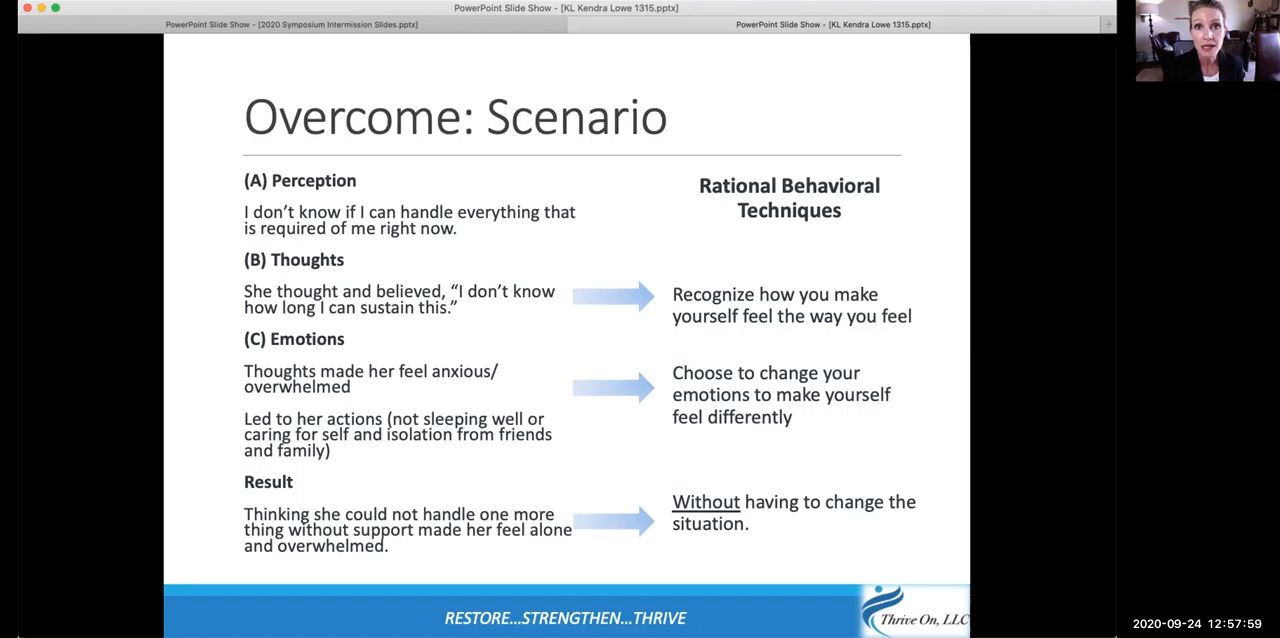 PowerPoint Slide Show - [KL Kendra Lowe 1315.pptx]
PowerPoint Slide Show - [2020 Symposium Intermission Slides.pptx]
PowerPoint Slide Show - [KL Kendra Lowe 1315.pptx]
Overcome: Scenario
(A) Perception
I don’t know if I can handle everything that
is required of me right now.
(B) Thoughts
She thought and believed, “I don’t know
how long I can sustain this.”
(C) Emotions
Thoughts made her feel anxious/
overwhelmed
Led to her actions (not sleeping well or
caring for self and isolation from friends
and family)
Result
Thinking she could not handle one more
thing without support made her feel alone
and overwhelmed.
Rational Behavioral
Techniques
Recognize how you make
yourself feel the way you feel
Choose to change your
emotions to make yourself
feel differently
Without having to change the
situation.
RESTORE...STRENGTHEN...THRIVE
Thrive On, LLC
2020-09-24 12:57:59